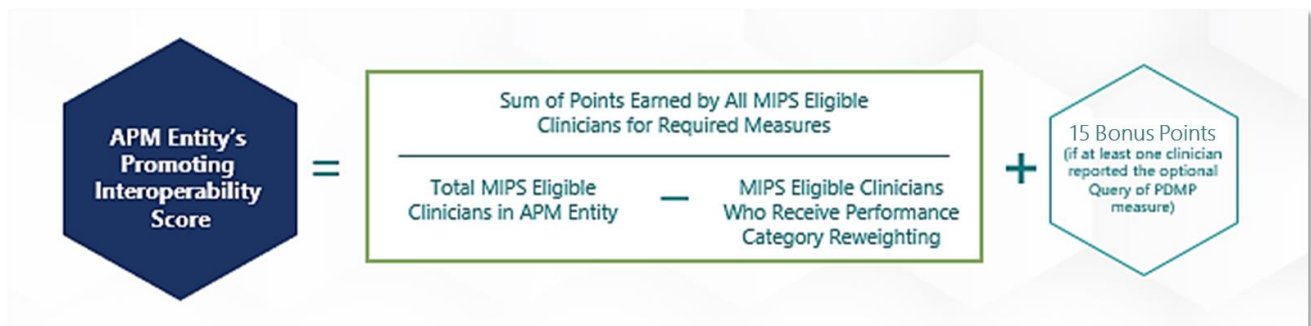 APM Entity's
Promoting
Interoperability
Score
=
Sum of Points Earned by All MIPS Eligible
Clinicians for Required Measures
Total MIPS Eligible
Clinicians in APM Entity
—
MIPS Eligible Clinicians
Who Receive Performance
Category Reweighting
+
15 Bonus Points
(if at least one clinician
reported the optional
Query of PDMP
measure)